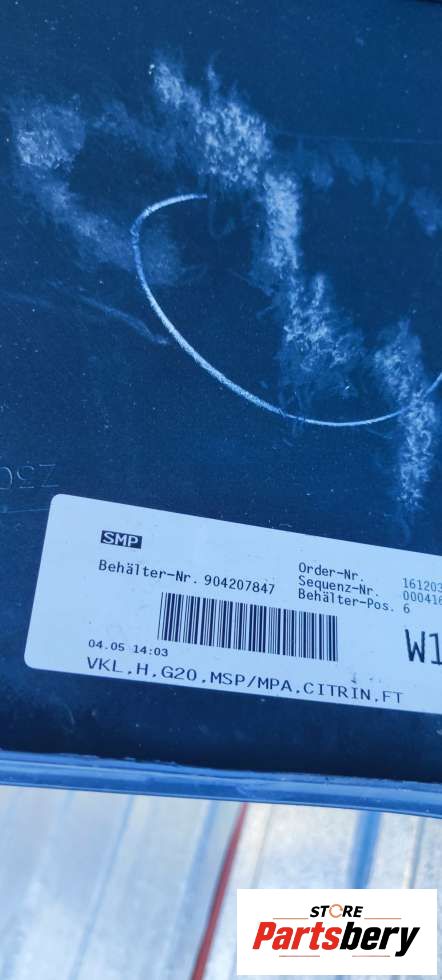 SMP
Behälter-Nr. 904207847
Order-Nr. 161203
Sequenz-Nr. 000416
Behälter-Pos. 6
W1
04.05 14:03
VKL,H,G20,MSP/MPA,CITRIN,FT
STORE
Partsbery